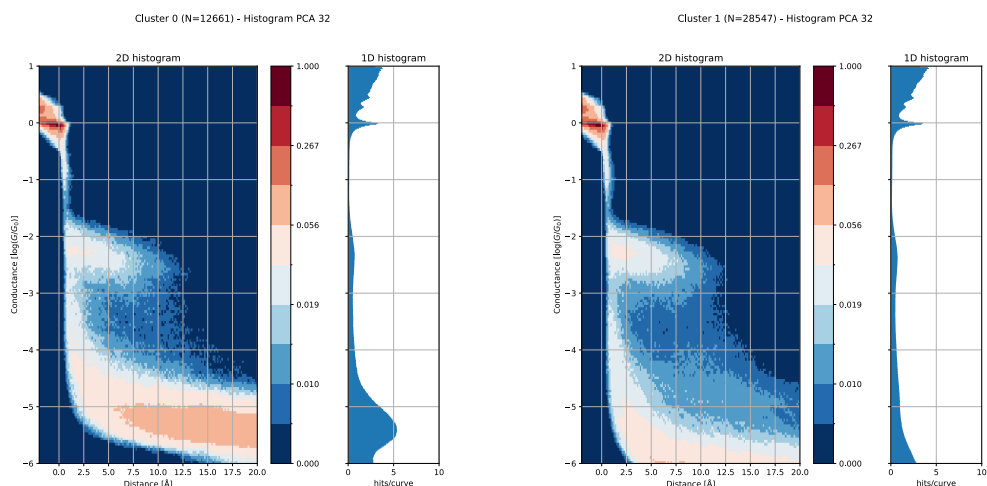 Cluster 0 (N=12661) - Histogram PCA 32
Cluster 1 (N=28547) - Histogram PCA 32
2D histogram
1D histogram
2D histogram
1D histogram
1
0
−1
−2
−3
−4
−5
−6
Conductance [log(G/G₀)]
0.0 2.5 5.0 7.5 10.0 12.5 15.0 17.5 20.0
Distance [Å]
1.000
0.267
0.056
0.019
0.010
0.000
0 5 10
hits/curve
1
0
−1
−2
−3
−4
−5
−6
Conductance [log(G/G₀)]
0.0 2.5 5.0 7.5 10.0 12.5 15.0 17.5 20.0
Distance [Å]
1.000
0.267
0.056
0.019
0.010
0.000
0 5 10
hits/curve